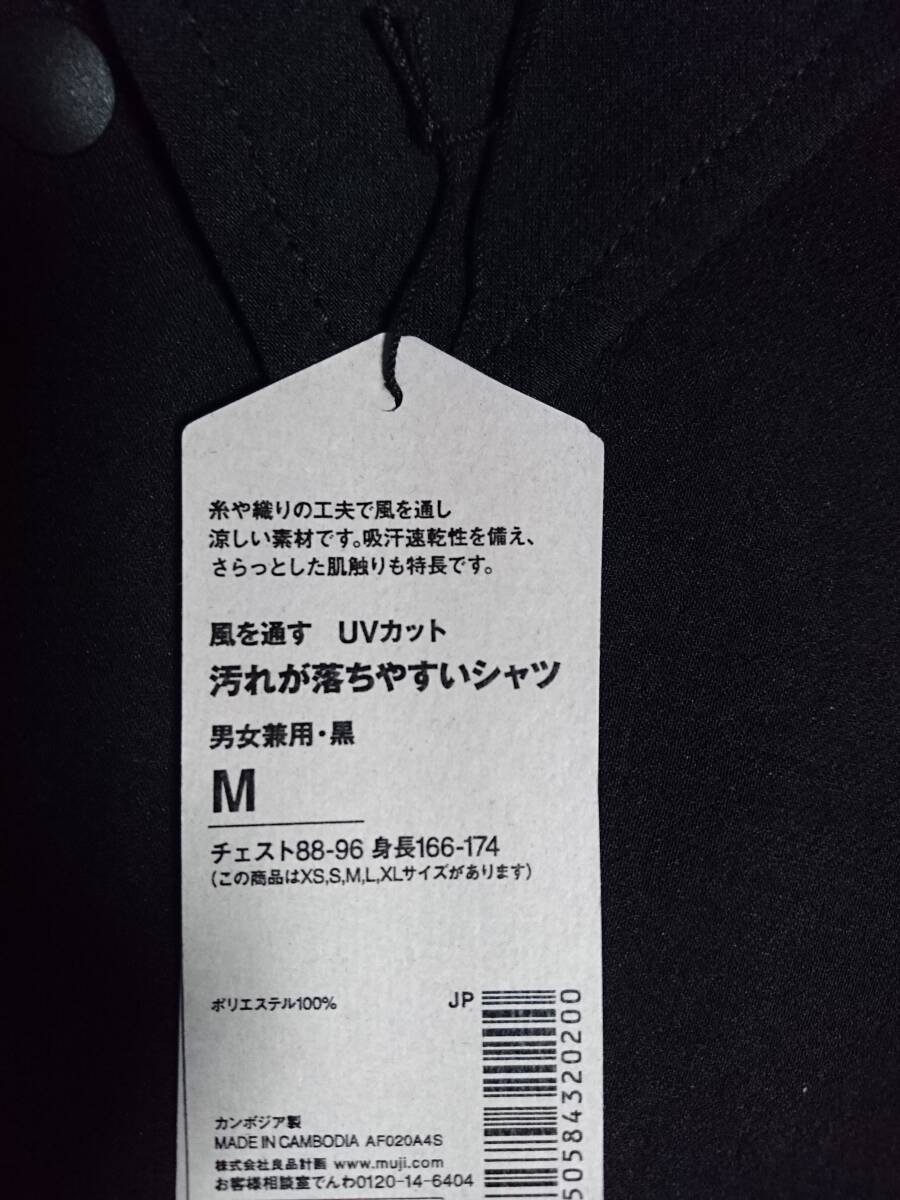 糸や織りの工夫で風を通し
涼しい素材です。吸汗速乾性を備え、
さらっとした肌触りも特長です。
風を通す　UVカット
汚れが落ちやすいシャツ
男女兼用・黒
M
チェスト88-96 身長166-174
(この商品はXS,S,M,L,XLサイズがあります)
ポリエステル100%
JP
50584320200
カンボジア製
MADE IN CAMBODIA AF020A4S
株式会社良品計画 www.muji.com
お客様相談室でんわ0120-14-6404